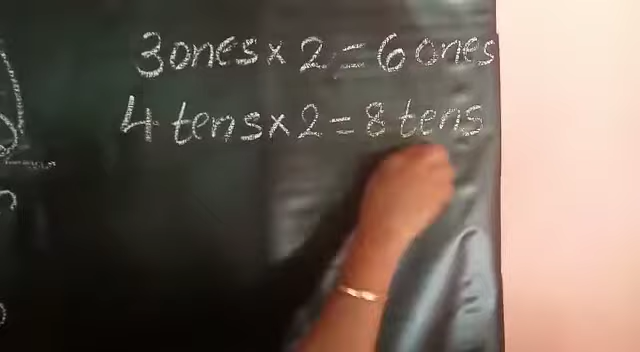 3 ones × 2 = 6 ones
4 tens × 2 = 8 tens